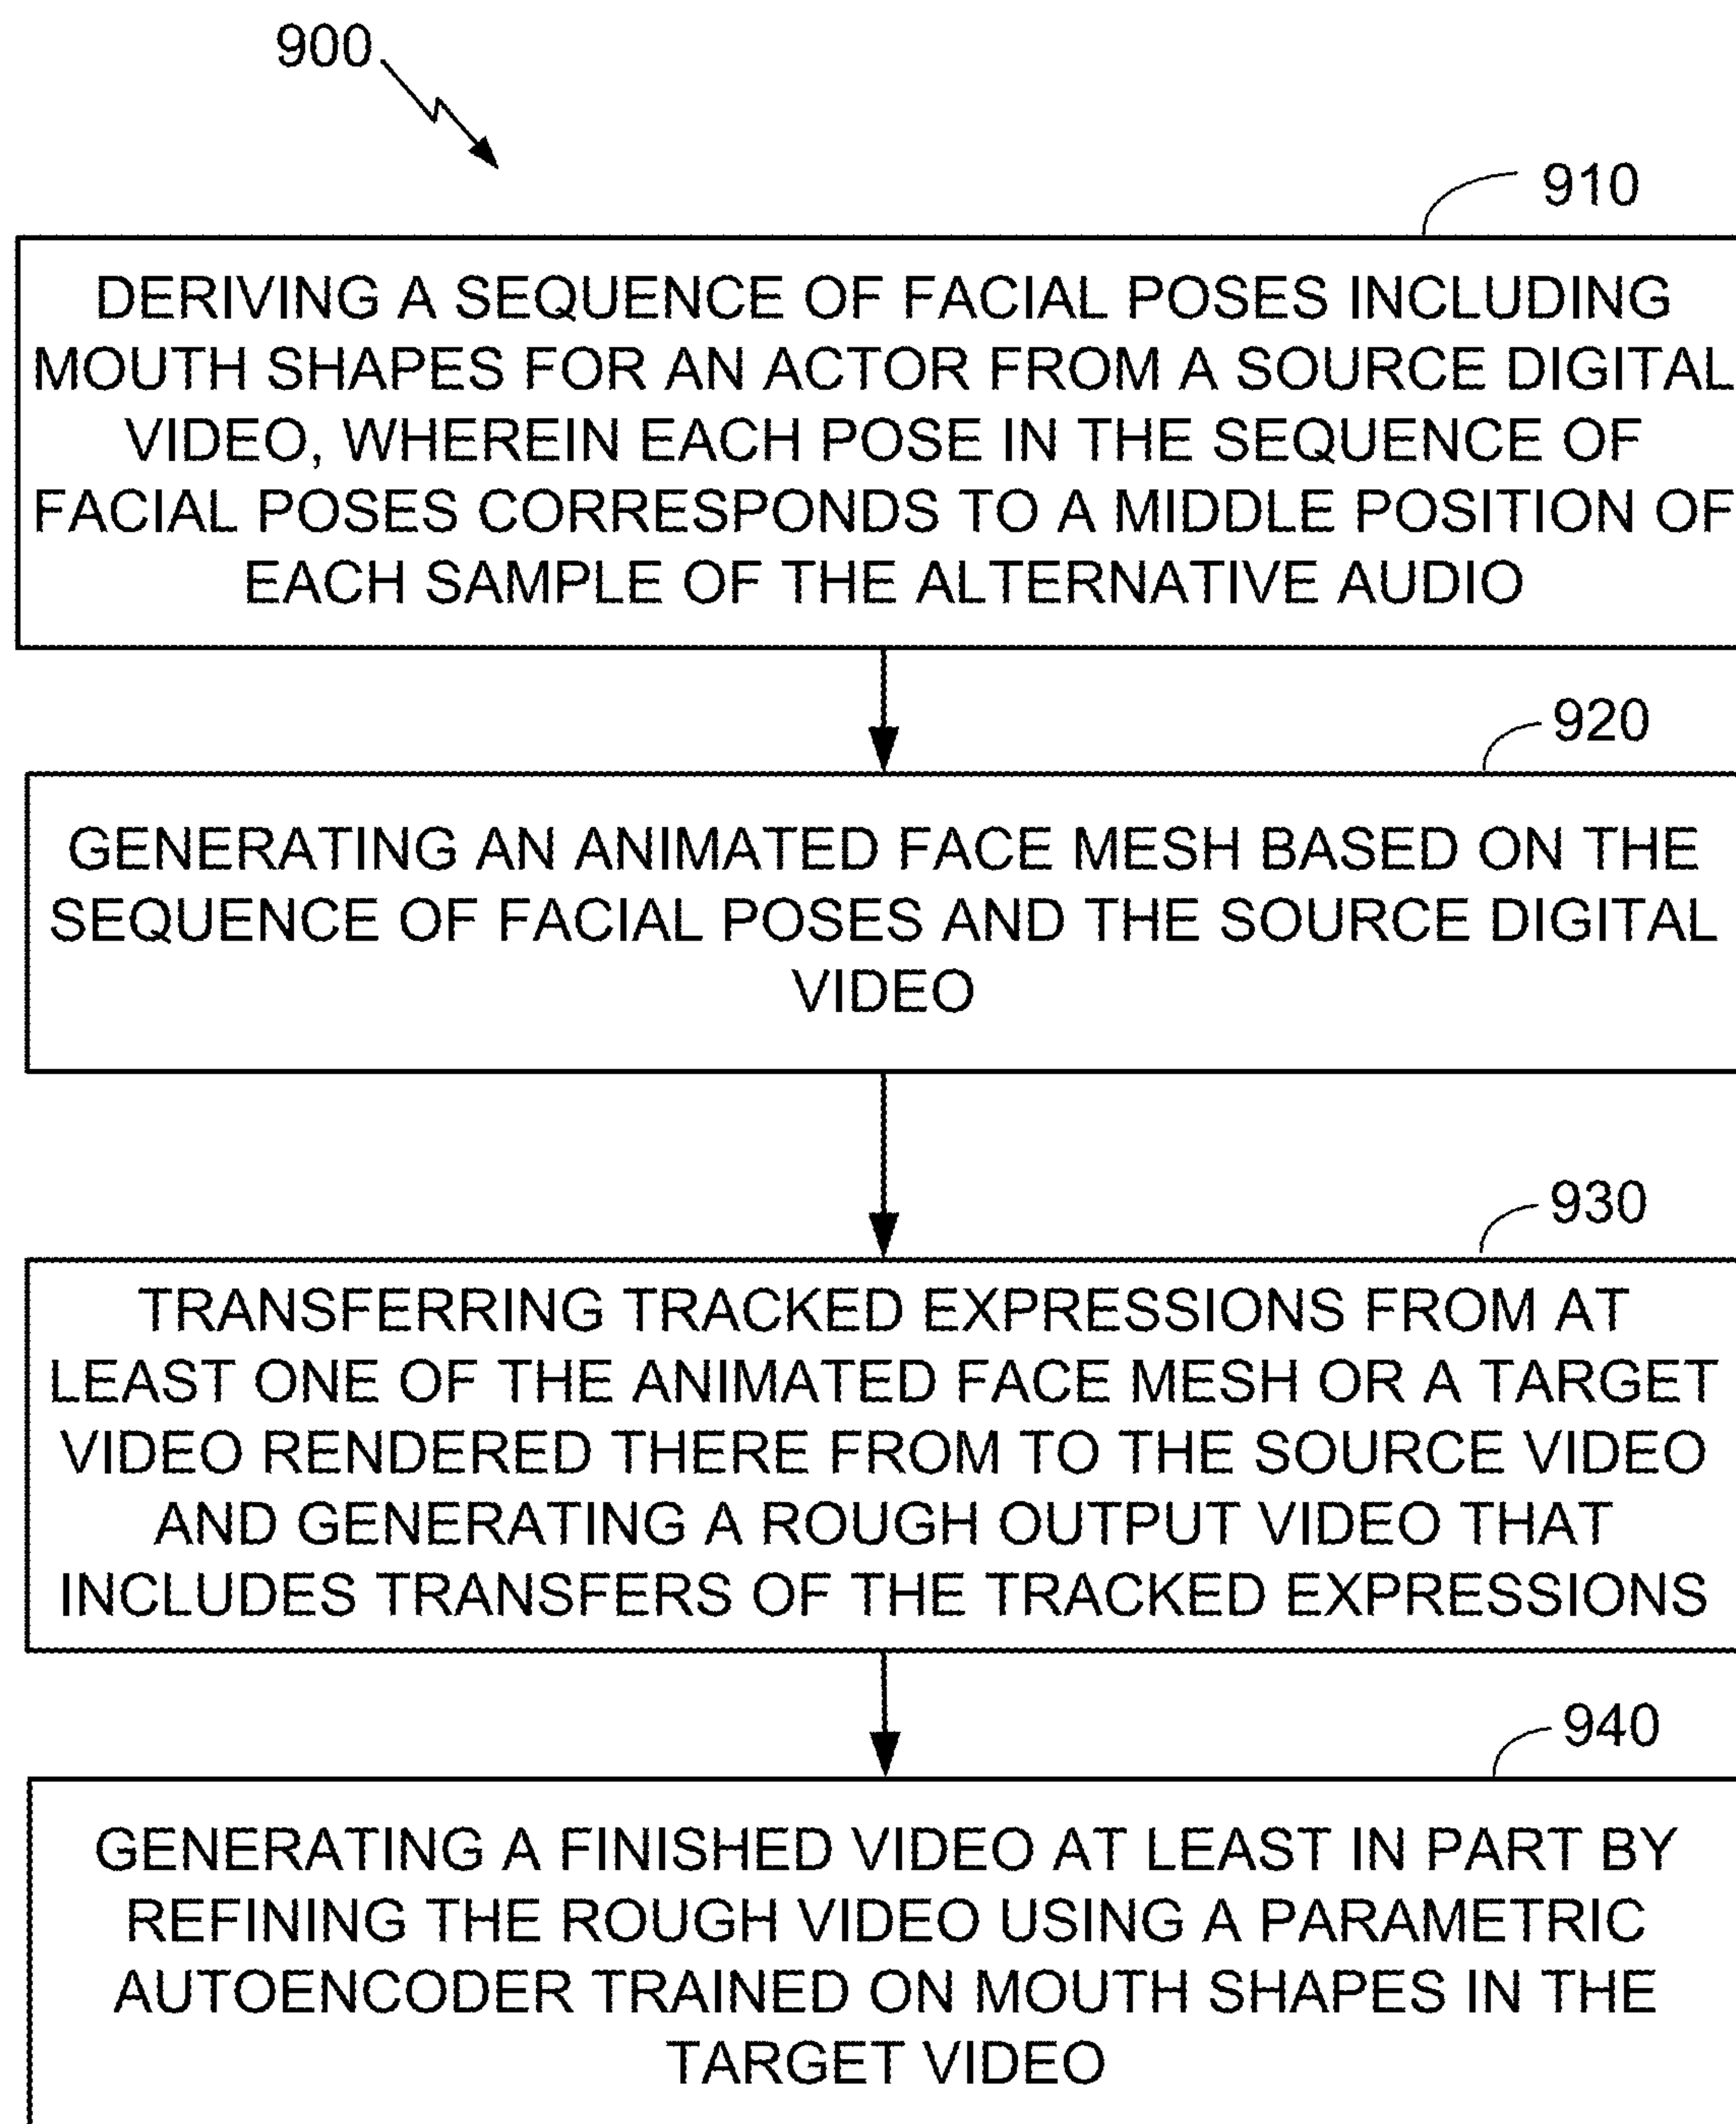 900
910
DERIVING A SEQUENCE OF FACIAL POSES INCLUDING
MOUTH SHAPES FOR AN ACTOR FROM A SOURCE DIGITAL
VIDEO, WHEREIN EACH POSE IN THE SEQUENCE OF
FACIAL POSES CORRESPONDS TO A MIDDLE POSITION OF
EACH SAMPLE OF THE ALTERNATIVE AUDIO
920
GENERATING AN ANIMATED FACE MESH BASED ON THE
SEQUENCE OF FACIAL POSES AND THE SOURCE DIGITAL
VIDEO
930
TRANSFERRING TRACKED EXPRESSIONS FROM AT
LEAST ONE OF THE ANIMATED FACE MESH OR A TARGET
VIDEO RENDERED THERE FROM TO THE SOURCE VIDEO
AND GENERATING A ROUGH OUTPUT VIDEO THAT
INCLUDES TRANSFERS OF THE TRACKED EXPRESSIONS
940
GENERATING A FINISHED VIDEO AT LEAST IN PART BY
REFINING THE ROUGH VIDEO USING A PARAMETRIC
AUTOENCODER TRAINED ON MOUTH SHAPES IN THE
TARGET VIDEO